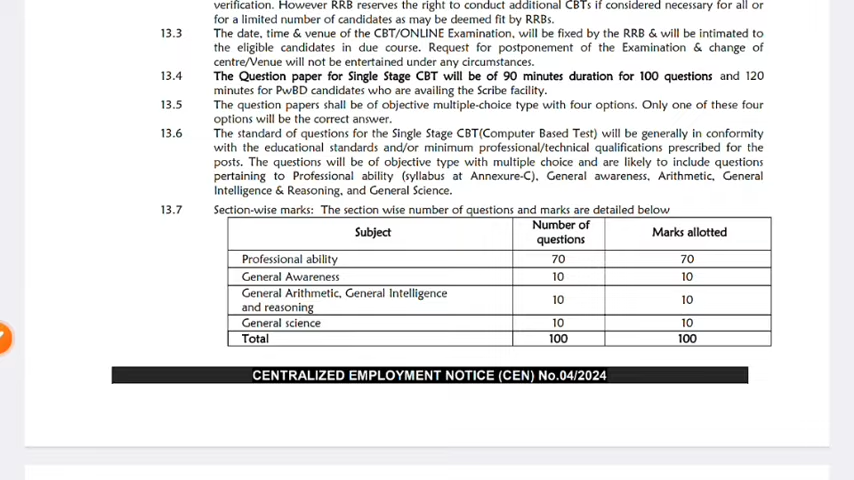 verification. However RRB reserves the right to conduct additional CBTs if considered necessary for all or
for a limited number of candidates as may be deemed fit by RRBs.
13.3 The date, time & venue of the CBT/ONLINE Examination, will be fixed by the RRB & will be intimated to
the eligible candidates in due course. Request for postponement of the Examination & change of
centre/Venue will not be entertained under any circumstances.
13.4 The Question paper for Single Stage CBT will be of 90 minutes duration for 100 questions and 120
minutes for PwBD candidates who are availing the Scribe facility.
13.5 The question papers shall be of objective multiple-choice type with four options. Only one of these four
options will be the correct answer.
13.6 The standard of questions for the Single Stage CBT(Computer Based Test) will be generally in conformity
with the educational standards and/or minimum professional/technical qualifications prescribed for the
posts. The questions will be of objective type with multiple choice and are likely to include questions
pertaining to Professional ability (syllabus at Annexure-C), General awareness, Arithmetic, General
Intelligence & Reasoning, and General Science.
13.7 Section-wise marks: The section wise number of questions and marks are detailed below
Subject Number of questions Marks allotted
Professional ability 70 70
General Awareness 10 10
General Arithmetic, General Intelligence
and reasoning 10 10
General science 10 10
Total 100 100
CENTRALIZED EMPLOYMENT NOTICE (CEN) No.04/2024